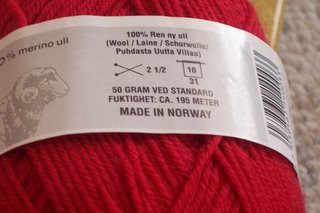 % merino ull
100% Ren ny ull
(Wool / Laine / Schurwolle/
Puhdasta Uutta Villaa)
2 1/2
10
31
50 GRAM VED STANDARD
FUKTIGHET: CA. 195 METER
MADE IN NORWAY